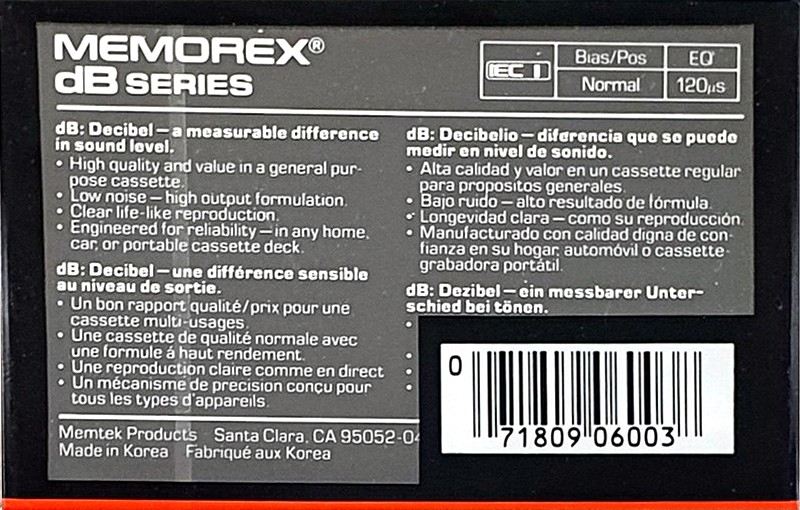 MEMOREX®
dB SERIES
IEC I
Bias/Pos EQ
Normal 120µs
dB: Decibel — a measurable difference
in sound level.
• High quality and value in a general pur-
pose cassette.
• Low noise — high output formulation.
• Clear life-like reproduction.
• Engineered for reliability — in any home,
car, or portable cassette deck.
dB: Decibel — une différence sensible
au niveau de sortie.
• Un bon rapport qualité/prix pour une
cassette multi-usages.
• Une cassette de qualité normale avec
une formule á haut rendement.
• Une reproduction claire comme en direct
• Un mécanisme de precision conçu pour
tous les types d'appareils.
dB: Decibelio — diferencia que se puede
medir en nivel de sonido.
• Alta calidad y valor en un cassette regular
para propositos generales.
• Bajo ruido — alto resultado de fórmula.
• Longevidad clara — como su reproducción.
• Manufacturado con calidad digna de con-
fianza en su hogar, automóvil o cassette-
grabadora portátil.
dB: Dezibel — ein messbarer Unter-
schied bei tönen.
Memtek Products Santa Clara, CA 95052-04
Made in Korea Fabriqué aux Korea
0 71809 06003